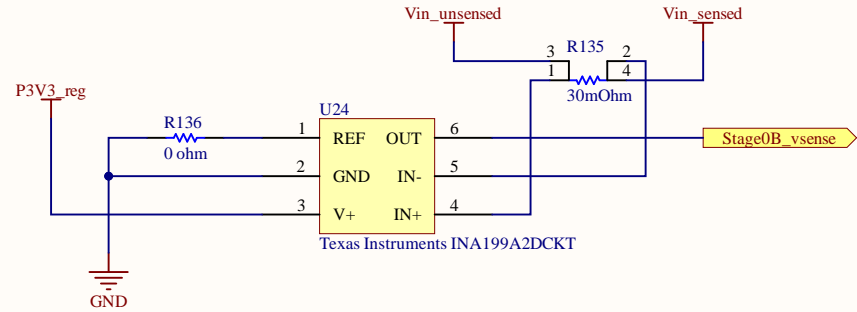 Vin_unsensed
Vin_sensed
R135
3
2
1
4
30mOhm
P3V3_reg
U24
R136
0 ohm
1
REF
OUT
6
Stage0B_vsense
2
GND
IN-
5
3
V+
IN+
4
Texas Instruments INA199A2DCKT
GND